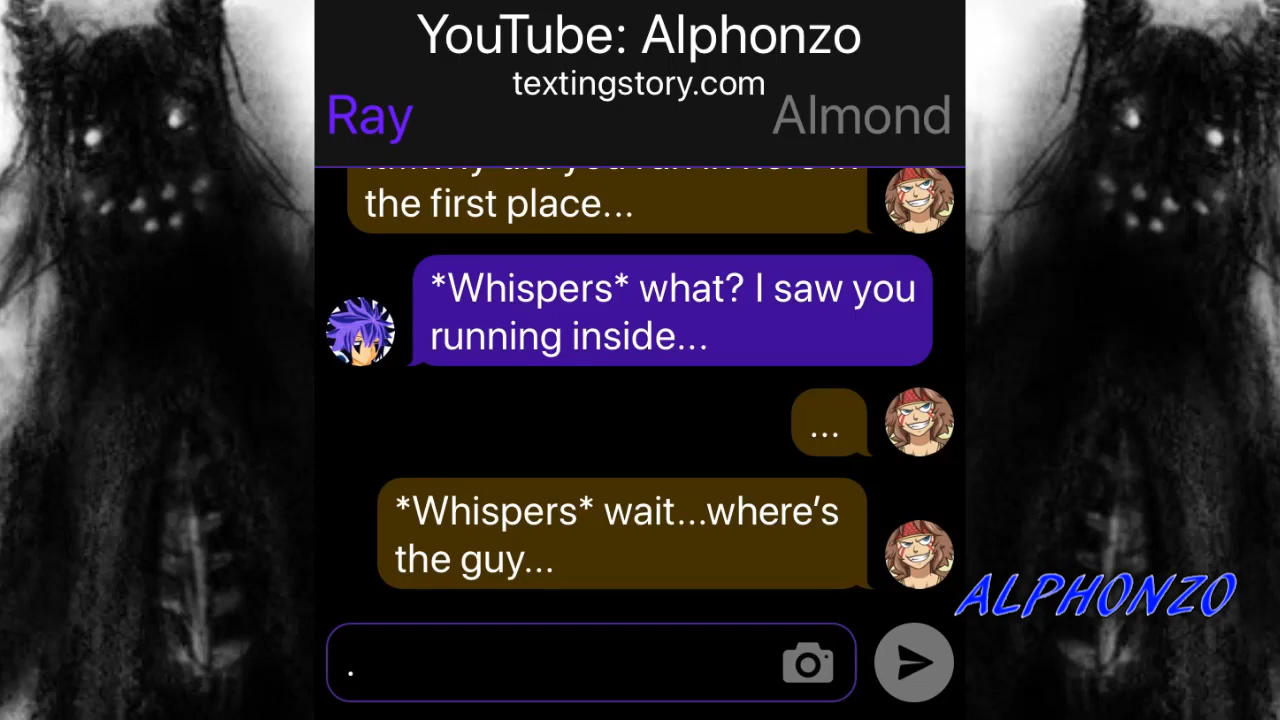 YouTube: Alphonzo
textingstory.com
Ray
Almond
the first place...
*Whispers* what? I saw you
running inside...
...
*Whispers* wait...where's
the guy...
ALPHONZO
.